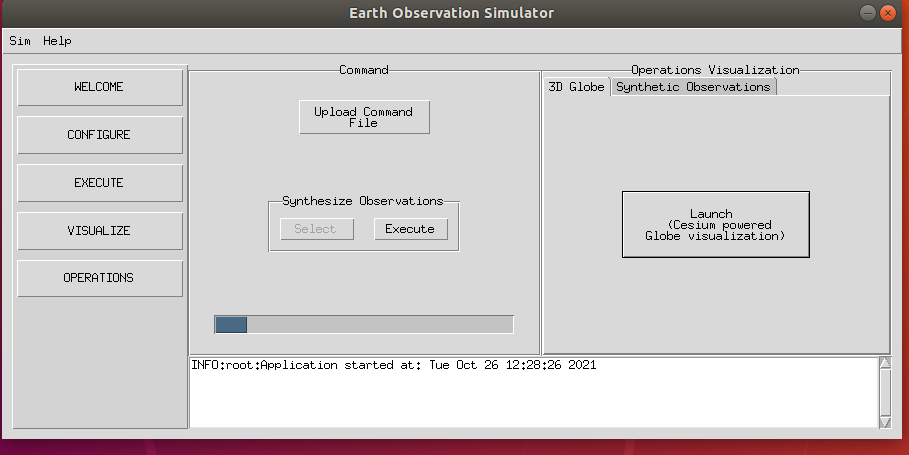 Earth Observation Simulator
Sim Help
WELCOME
CONFIGURE
EXECUTE
VISUALIZE
OPERATIONS
Command
Upload Command
File
Synthesize Observations
Select Execute
Operations Visualization
3D Globe Synthetic Observations
Launch
(Cesium powered
Globe visualization)
INFO:root:Application started at: Tue Oct 26 12:28:26 2021